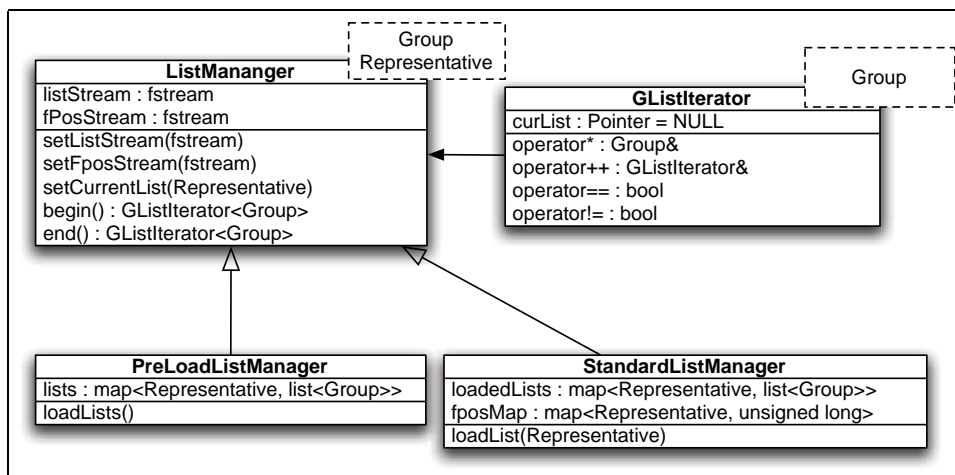 Group
Representative
ListMananger
listStream : fstream
fPosStream : fstream
setListStream(fstream)
setFposStream(fstream)
setCurrentList(Representative)
begin() : GListIterator<Group>
end() : GListIterator<Group>
Group
GListIterator
curList : Pointer = NULL
operator* : Group&
operator++ : GListIterator&
operator== : bool
operator!= : bool
PreLoadListManager
lists : map<Representative, list<Group>>
loadLists()
StandardListManager
loadedLists : map<Representative, list<Group>>
fposMap : map<Representative, unsigned long>
loadList(Representative)